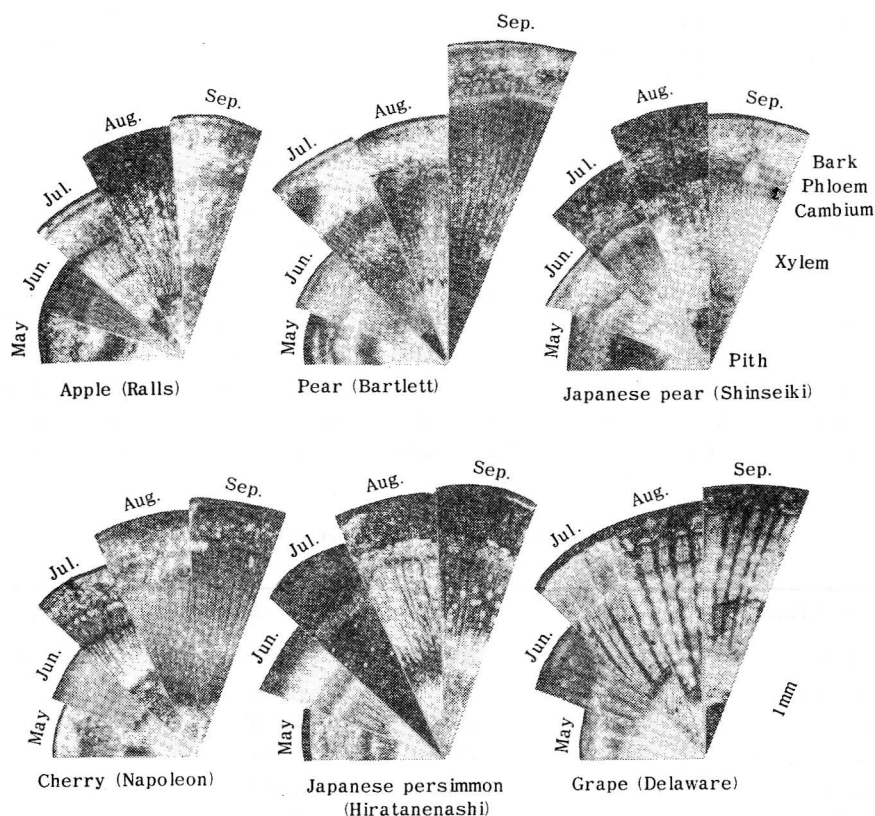 Sep.
Aug.
Jul.
Jun.
May
Apple (Ralls)
Sep.
Aug.
Jul.
Jun.
May
Pear (Bartlett)
Sep.
Aug.
Jul.
Jun.
May
Bark
Phloem
Cambium
Xylem
Pith
Japanese pear (Shinseiki)
Sep.
Aug.
Jul.
Jun.
May
Cherry (Napoleon)
Sep.
Aug.
Jul.
Jun.
May
Japanese persimmon
(Hiratanenashi)
Sep.
Aug.
Jul.
Jun.
May
1mm
Grape (Delaware)